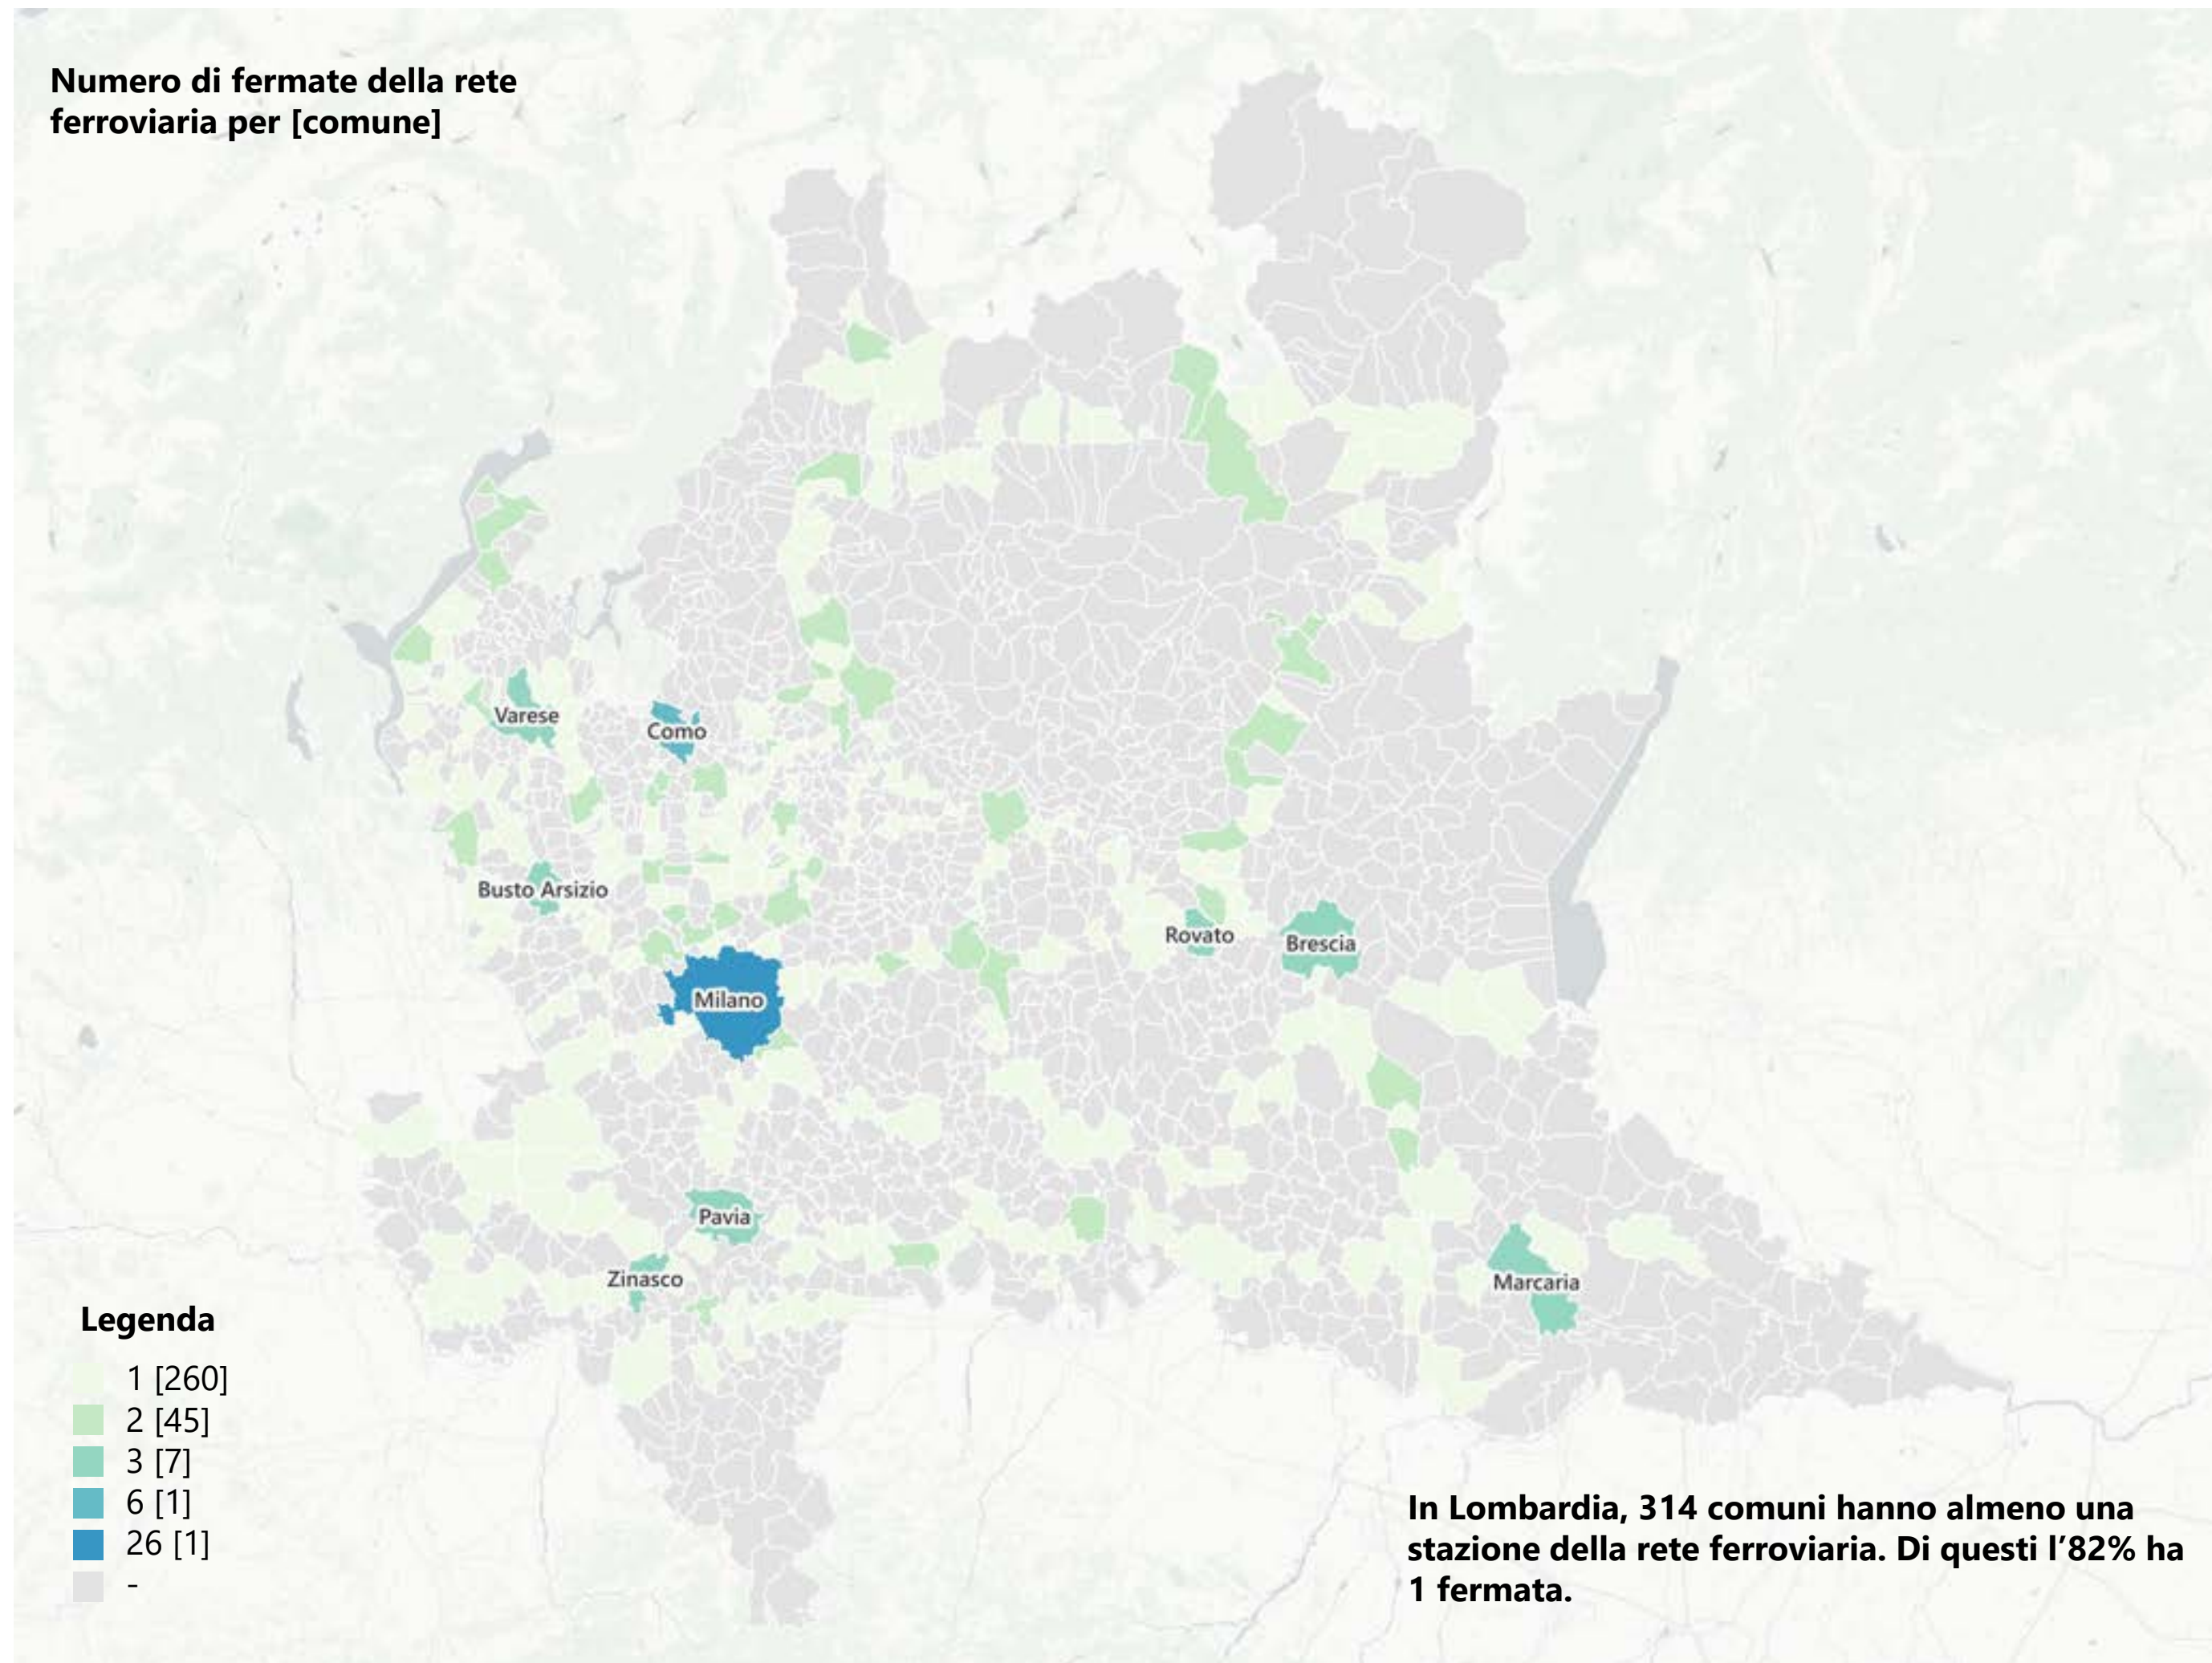 Numero di fermate della rete
ferroviaria per [comune]
Varese
Como
Busto Arsizio
Rovato
Brescia
Milano
Pavia
Zinasco
Marcaria
Legenda
1 [260]
2 [45]
3 [7]
6 [1]
26 [1]
-
In Lombardia, 314 comuni hanno almeno una
stazione della rete ferroviaria. Di questi l’82% ha
1 fermata.